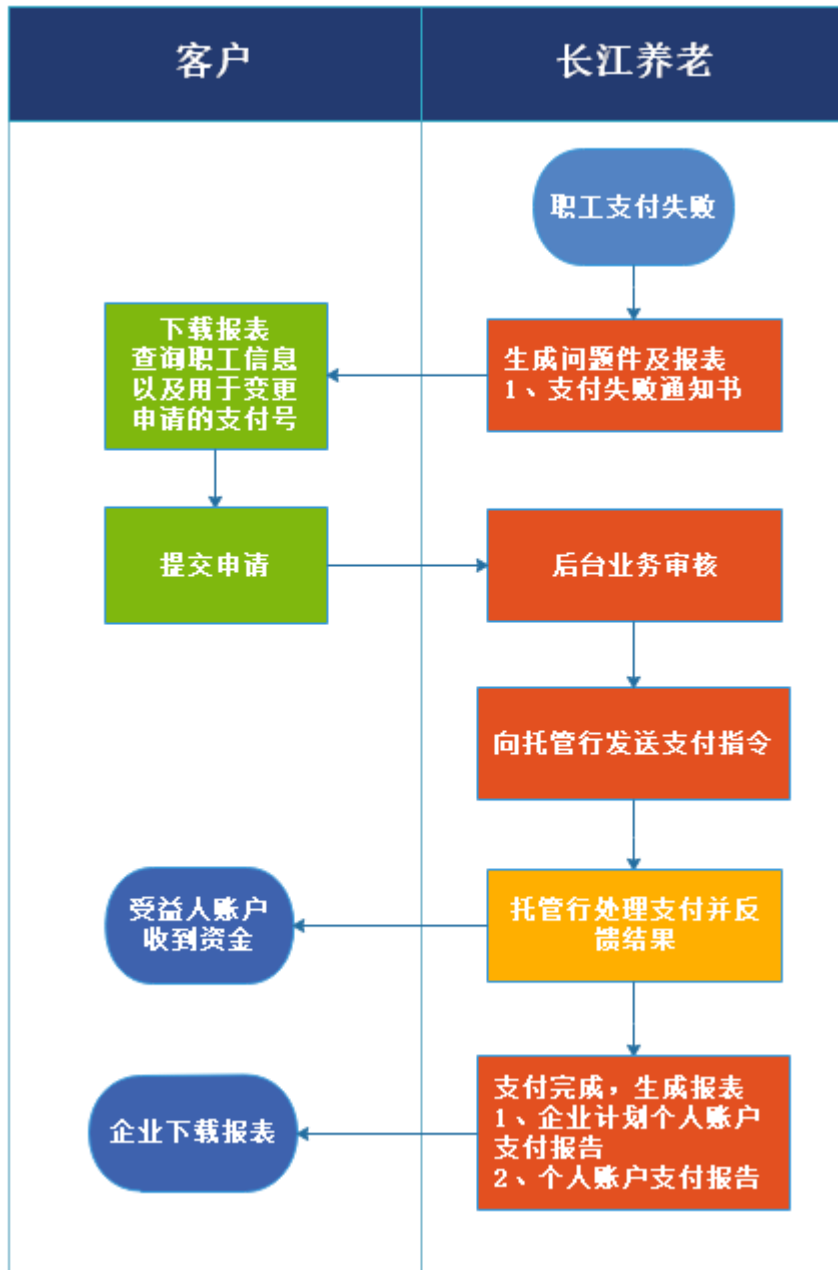 客户
长江养老
职工支付失败
下载报表
查询职工信息
以及用于变更
申请的支付号
生成问题件及报表
1、支付失败通知书
提交申请
后台业务审核
向托管行发送支付指令
受益人账户
收到资金
托管行处理支付并反
馈结果
企业下载报表
支付完成，生成报表
1、企业计划个人账户
支付报告
2、个人账户支付报告